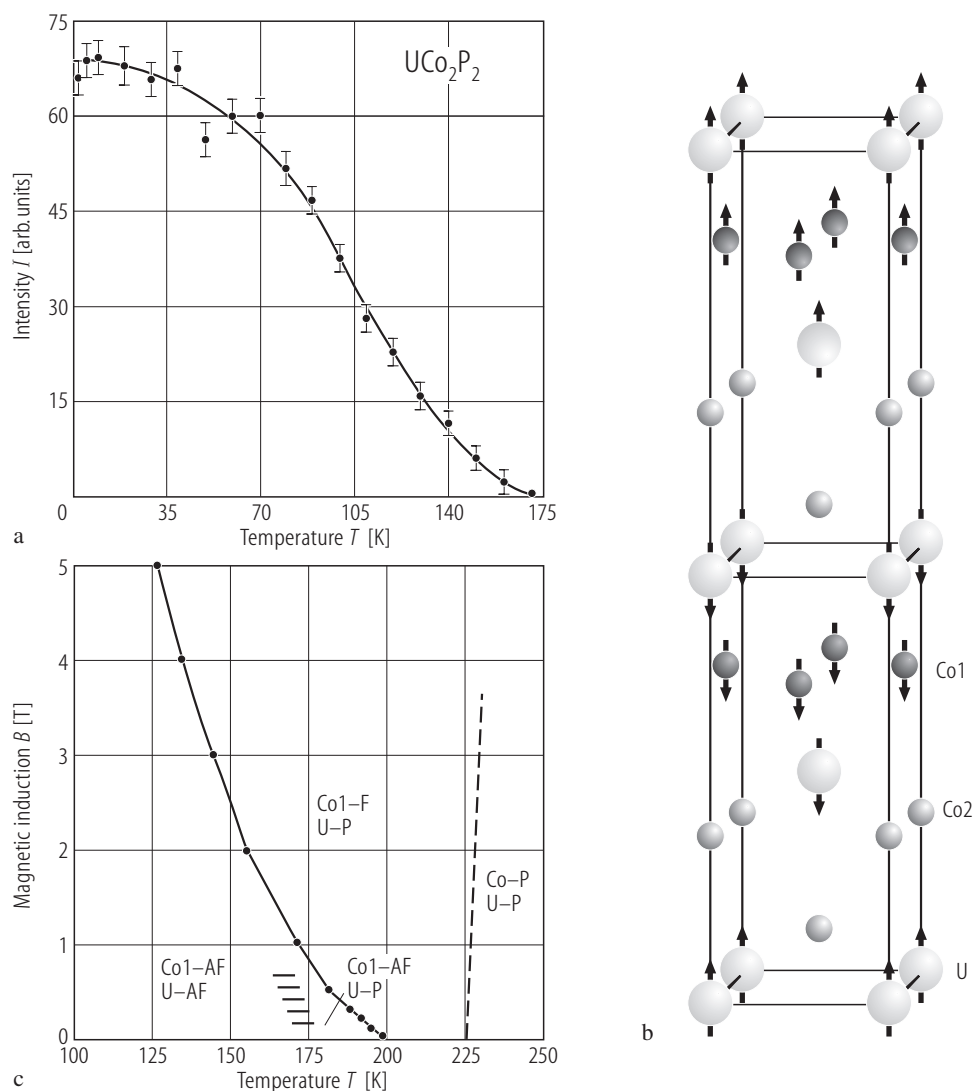 75
60
45
30
15
0
35
70
105
140
175
UCo₂P₂
Intensity I [arb. units]
Temperature T [K]
a
5
4
3
2
1
0
100
125
150
175
200
225
250
Magnetic induction B [T]
Co1–F
U–P
Co–P
U–P
Co1–AF
U–AF
Co1–AF
U–P
Temperature T [K]
c
Co1
Co2
U
b